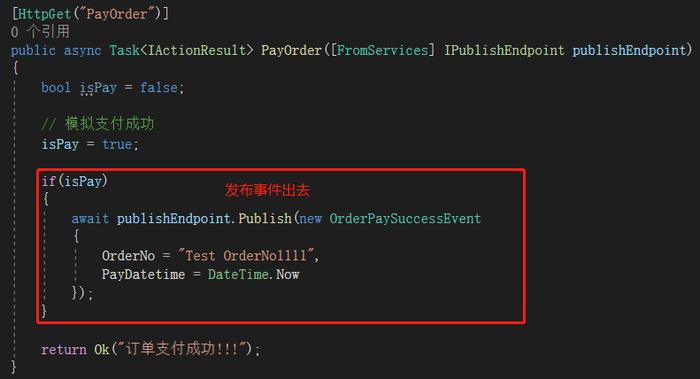 [HttpGet("PayOrder")]
0 个引用
public async Task<IActionResult> PayOrder([FromServices] IPublishEndpoint publishEndpoint)
{
bool isPay = false;
// 模拟支付成功
isPay = true;
if(isPay)
发布事件出去
{
await publishEndpoint.Publish(new OrderPaySuccessEvent
{
OrderNo = "Test OrderNo1111",
PayDatetime = DateTime.Now
});
}
return Ok("订单支付成功!!!");
}